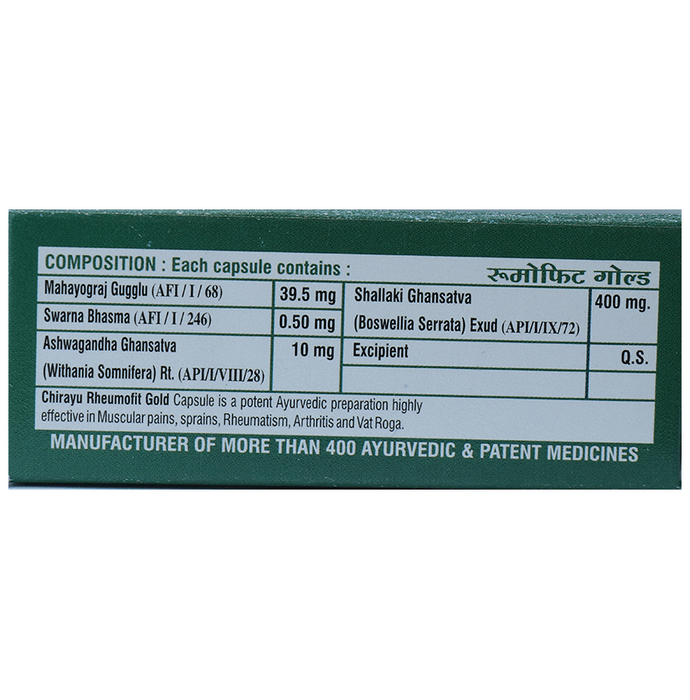 COMPOSITION : Each capsule contains :
रूमोफिट गोल्ड
Mahayograj Gugglu (AFI / I / 68) 39.5 mg
Swarna Bhasma (AFI / I / 246) 0.50 mg
Ashwagandha Ghansatva 10 mg
(Withania Somnifera) Rt. (API/I/VIII/28)
Shallaki Ghansatva 400 mg.
(Boswellia Serrata) Exud (API/I/IX/72)
Excipient Q.S.
Chirayu Rheumofit Gold Capsule is a potent Ayurvedic preparation highly
effective in Muscular pains, sprains, Rheumatism, Arthritis and Vat Roga.
MANUFACTURER OF MORE THAN 400 AYURVEDIC & PATENT MEDICINES